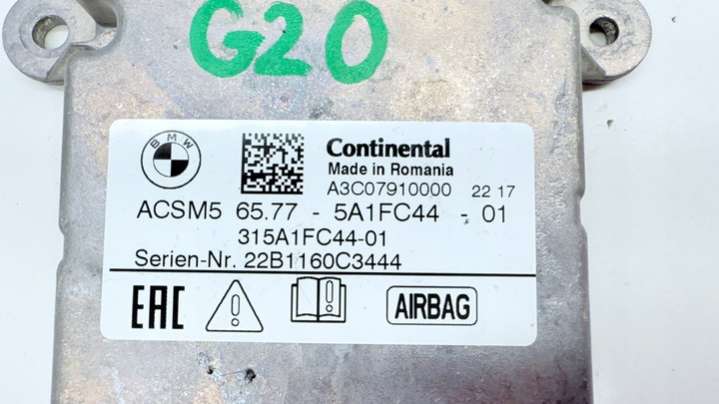 G20
BMW
Continental
Made in Romania
A3C07910000 22 17
ACSM5 65.77 - 5A1FC44 - 01
315A1FC44-01
Serien-Nr. 22B1160C3444
EAC
AIRBAG